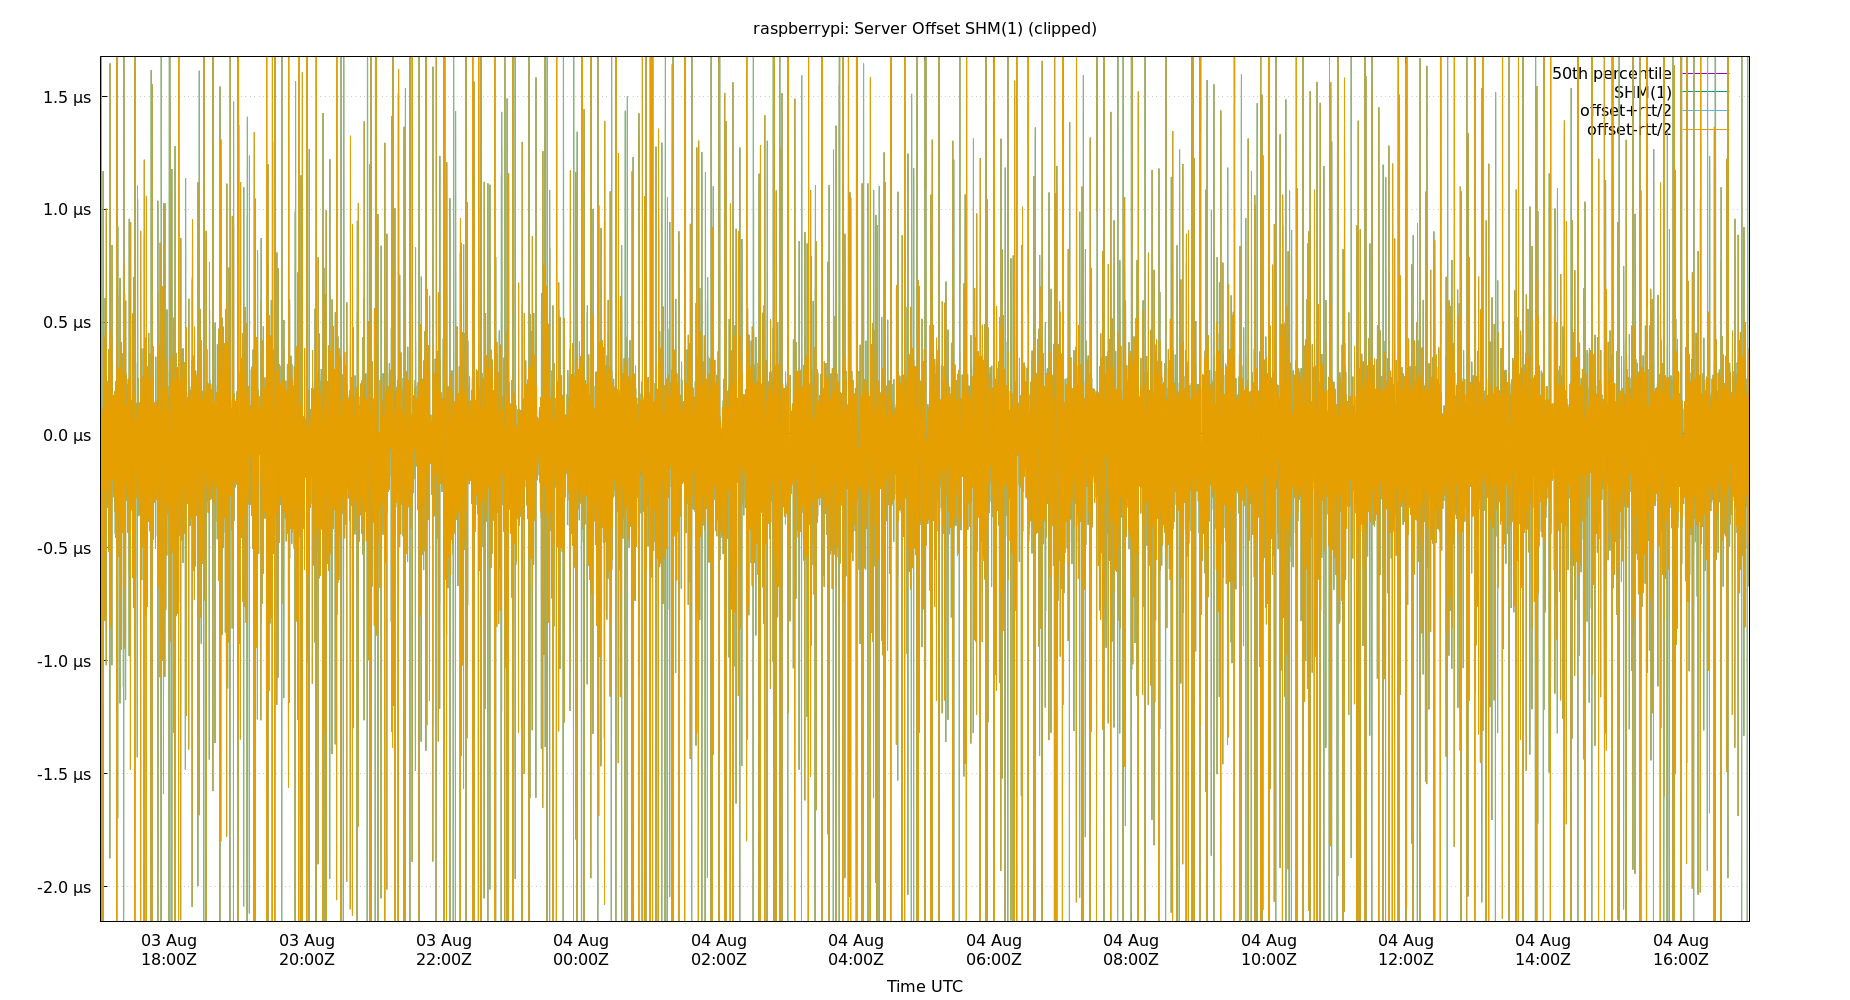 raspberrypi: Server Offset SHM(1) (clipped)
50th percentile
SHM(1)
offset+rtt/2
offset-rtt/2
1.5 µs
1.0 µs
0.5 µs
0.0 µs
-0.5 µs
-1.0 µs
-1.5 µs
-2.0 µs
03 Aug 03 Aug 03 Aug 04 Aug 04 Aug 04 Aug 04 Aug 04 Aug 04 Aug 04 Aug 04 Aug 04 Aug
18:00Z 20:00Z 22:00Z 00:00Z 02:00Z 04:00Z 06:00Z 08:00Z 10:00Z 12:00Z 14:00Z 16:00Z
Time UTC